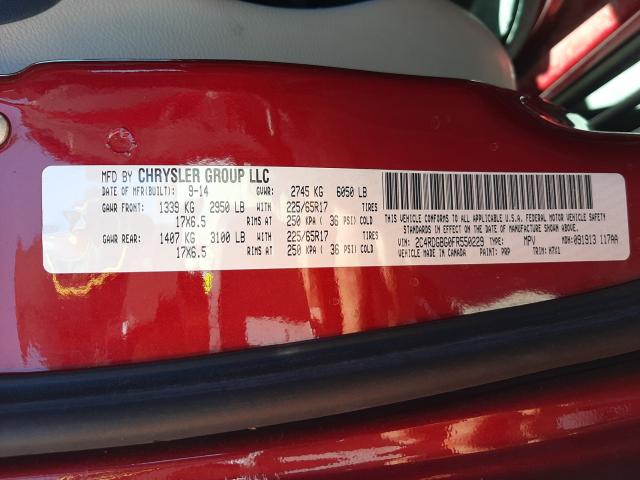 MFD BY CHRYSLER GROUP LLC
DATE OF MFR(BUILT): 9-14 GVWR: 2745 KG 6050 LB
GAWR FRONT: 1339 KG 2950 LB WITH 225/65R17 TIRES
17X6.5 RIMS AT 250 KPA ( 36 PSI) COLD
GAWR REAR: 1407 KG 3100 LB WITH 225/65R17 TIRES
17X6.5 RIMS AT 250 KPA ( 36 PSI) COLD
THIS VEHICLE CONFORMS TO ALL APPLICABLE U.S.A. FEDERAL MOTOR VEHICLE SAFETY
STANDARDS IN EFFECT ON THE DATE OF MANUFACTURE SHOWN ABOVE.
VIN: 2C4RDGBG0FR550229 TYPE: MPV MDH:091913 117AA
VEHICLE MADE IN CANADA PAINT: PRP TRIM: H7X1